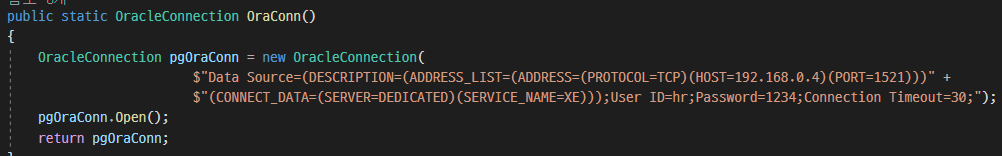 public static OracleConnection OraConn()
{
OracleConnection pgOraConn = new OracleConnection(
$"Data Source=(DESCRIPTION=(ADDRESS_LIST=(ADDRESS=(PROTOCOL=TCP)(HOST=192.168.0.4)(PORT=1521)))" +
$"(CONNECT_DATA=(SERVER=DEDICATED)(SERVICE_NAME=XE)));User ID=hr;Password=1234;Connection Timeout=30;");
pgOraConn.Open();
return pgOraConn;
}